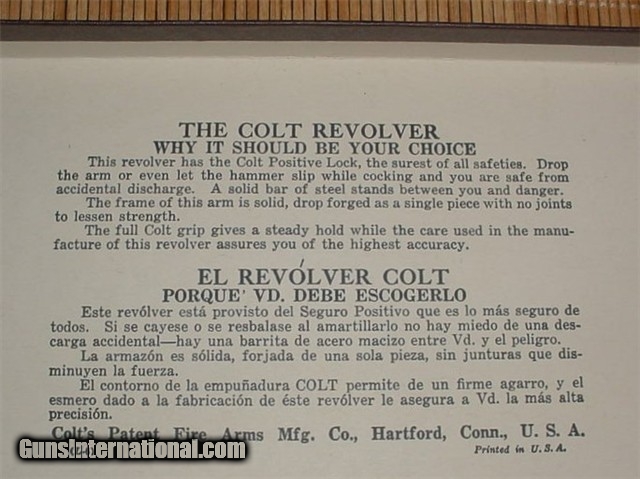 THE COLT REVOLVER
WHY IT SHOULD BE YOUR CHOICE
This revolver has the Colt Positive Lock, the surest of all safeties. Drop
the arm or even let the hammer slip while cocking and you are safe from
accidental discharge. A solid bar of steel stands between you and danger.
The frame of this arm is solid, drop forged as a single piece with no joints
to lessen strength.
The full Colt grip gives a steady hold while the care used in the manu-
facture of this revolver assures you of the highest accuracy.
EL REVÓLVER COLT
PORQUE' VD. DEBE ESCOGERLO
Este revólver está provisto del Seguro Positivo que es lo más seguro de
todos. Si se cayese o se resbalase al amartillarlo no hay miedo de una des-
carga accidental—hay una barrita de acero macizo entre Vd. y el peligro.
La armazón es sólida, forjada de una sola pieza, sin junturas que dis-
minuyen la fuerza.
El contorno de la empuñadura COLT permite de un firme agarro, y el
esmero dado a la fabricación de éste revólver le asegura a Vd. la más alta
precisión.
Colt's Patent Fire Arms Mfg. Co., Hartford, Conn., U. S. A.
Printed in U. S. A.
GunsInternational.com